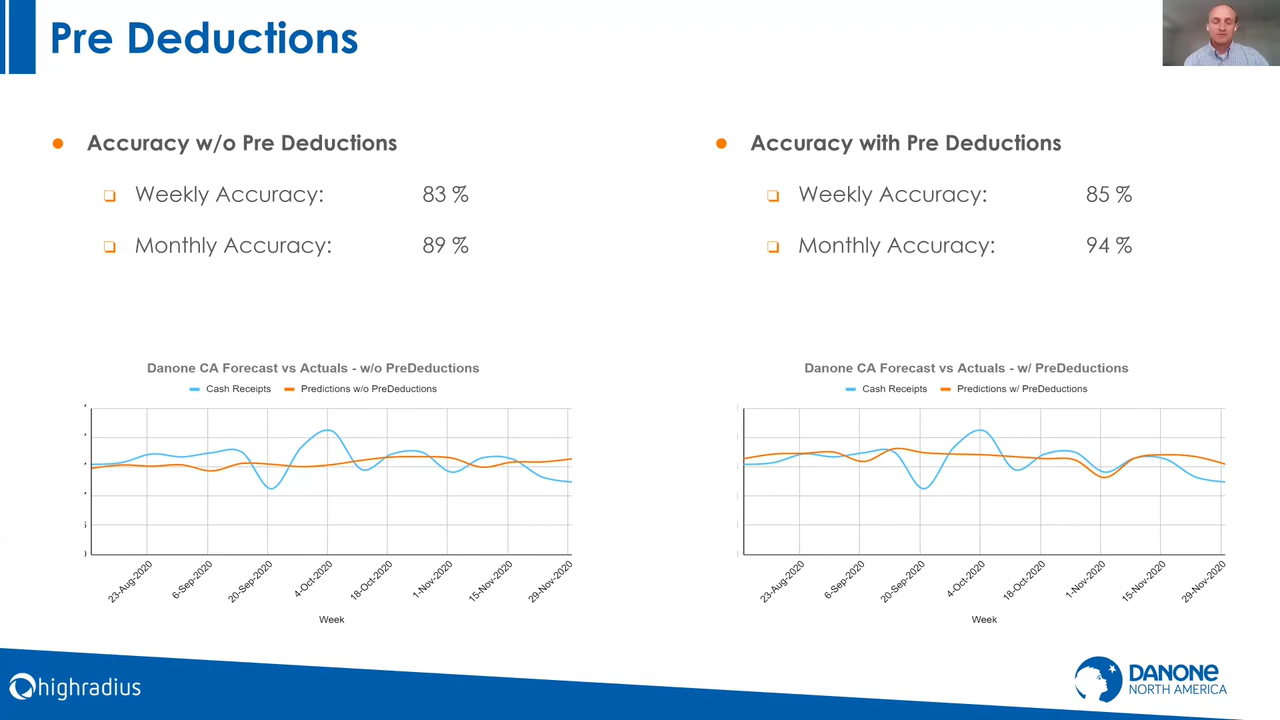 Pre Deductions
Accuracy w/o Pre Deductions
Weekly Accuracy: 83 %
Monthly Accuracy: 89 %
Accuracy with Pre Deductions
Weekly Accuracy: 85 %
Monthly Accuracy: 94 %
Danone CA Forecast vs Actuals - w/o PreDeductions
Cash Receipts Predictions w/o PreDeductions
23-Aug-2020 6-Sep-2020 20-Sep-2020 4-Oct-2020 18-Oct-2020 1-Nov-2020 15-Nov-2020 29-Nov-2020
Week
Danone CA Forecast vs Actuals - w/ PreDeductions
Cash Receipts Predictions w/ PreDeductions
23-Aug-2020 6-Sep-2020 20-Sep-2020 4-Oct-2020 18-Oct-2020 1-Nov-2020 15-Nov-2020 29-Nov-2020
Week
highradius
DANONE
NORTH AMERICA